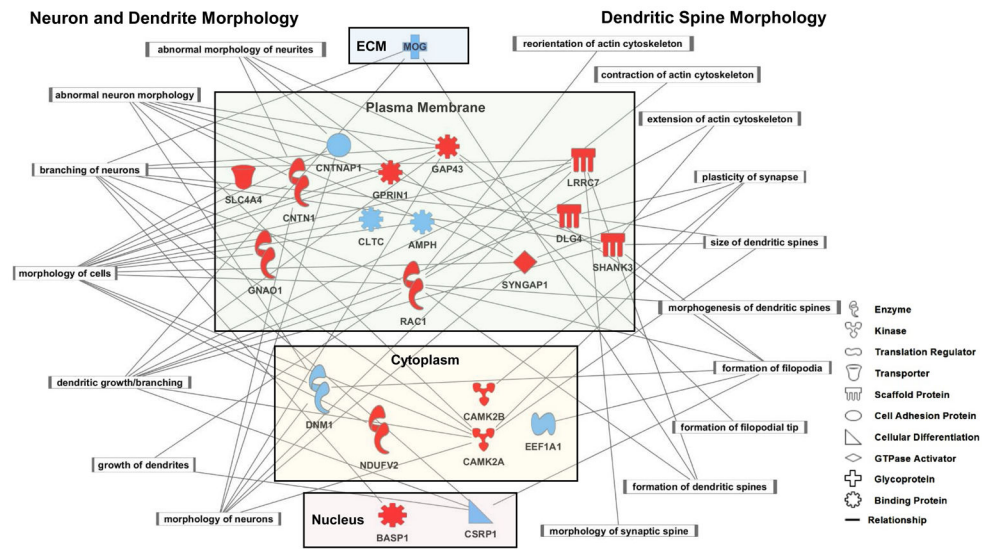 Neuron and Dendrite Morphology
Dendritic Spine Morphology
abnormal morphology of neurites
abnormal neuron morphology
branching of neurons
morphology of cells
dendritic growth/branching
growth of dendrites
morphology of neurons
ECM
MOG
Plasma Membrane
CNTNAP1
GAP43
SLC4A4
CNTN1
GPRIN1
LRRC7
CLTC
AMPH
DLG4
GNAO1
RAC1
SYNGAP1
SHANK3
Cytoplasm
DNM1
NDUFV2
CAMK2B
CAMK2A
EEF1A1
Nucleus
BASP1
CSRP1
reorientation of actin cytoskeleton
contraction of actin cytoskeleton
extension of actin cytoskeleton
plasticity of synapse
size of dendritic spines
morphogenesis of dendritic spines
formation of filopodia
formation of filopodial tip
formation of dendritic spines
morphology of synaptic spine
Enzyme
Kinase
Translation Regulator
Transporter
Scaffold Protein
Cell Adhesion Protein
Cellular Differentiation
GTPase Activator
Glycoprotein
Binding Protein
Relationship